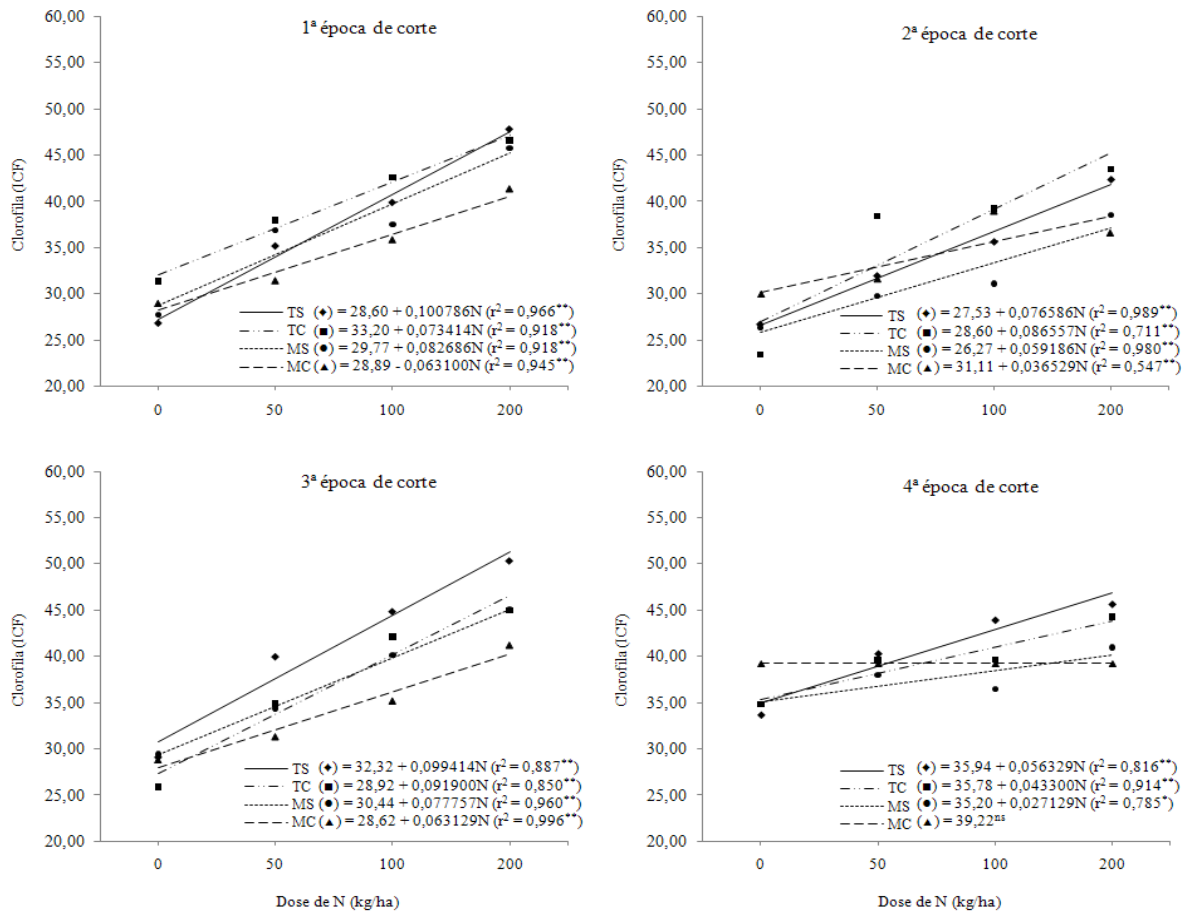 1ª época de corte
Clorofila (ICF)
60,00
55,00
50,00
45,00
40,00
35,00
30,00
25,00
20,00
TS (♦) = 28,60 + 0,100786N (r² = 0,966**)
TC (■) = 33,20 + 0,073414N (r² = 0,918**)
MS (●) = 29,77 + 0,082686N (r² = 0,918**)
MC (▲) = 28,89 - 0,063100N (r² = 0,945**)
0 50 100 200
2ª época de corte
Clorofila (ICF)
60,00
55,00
50,00
45,00
40,00
35,00
30,00
25,00
20,00
TS (♦) = 27,53 + 0,076586N (r² = 0,989**)
TC (■) = 28,60 + 0,086557N (r² = 0,711**)
MS (●) = 26,27 + 0,059186N (r² = 0,980**)
MC (▲) = 31,11 + 0,036529N (r² = 0,547**)
0 50 100 200
3ª época de corte
Clorofila (ICF)
60,00
55,00
50,00
45,00
40,00
35,00
30,00
25,00
20,00
TS (♦) = 32,32 + 0,099414N (r² = 0,887**)
TC (■) = 28,92 + 0,091900N (r² = 0,850**)
MS (●) = 30,44 + 0,077757N (r² = 0,960**)
MC (▲) = 28,62 + 0,063129N (r² = 0,996**)
0 50 100 200
Dose de N (kg/ha)
4ª época de corte
Clorofila (ICF)
60,00
55,00
50,00
45,00
40,00
35,00
30,00
25,00
20,00
TS (♦) = 35,94 + 0,056329N (r² = 0,816**)
TC (■) = 35,78 + 0,043300N (r² = 0,914**)
MS (●) = 35,20 + 0,027129N (r² = 0,785*)
MC (▲) = 39,22ⁿˢ
0 50 100 200
Dose de N (kg/ha)